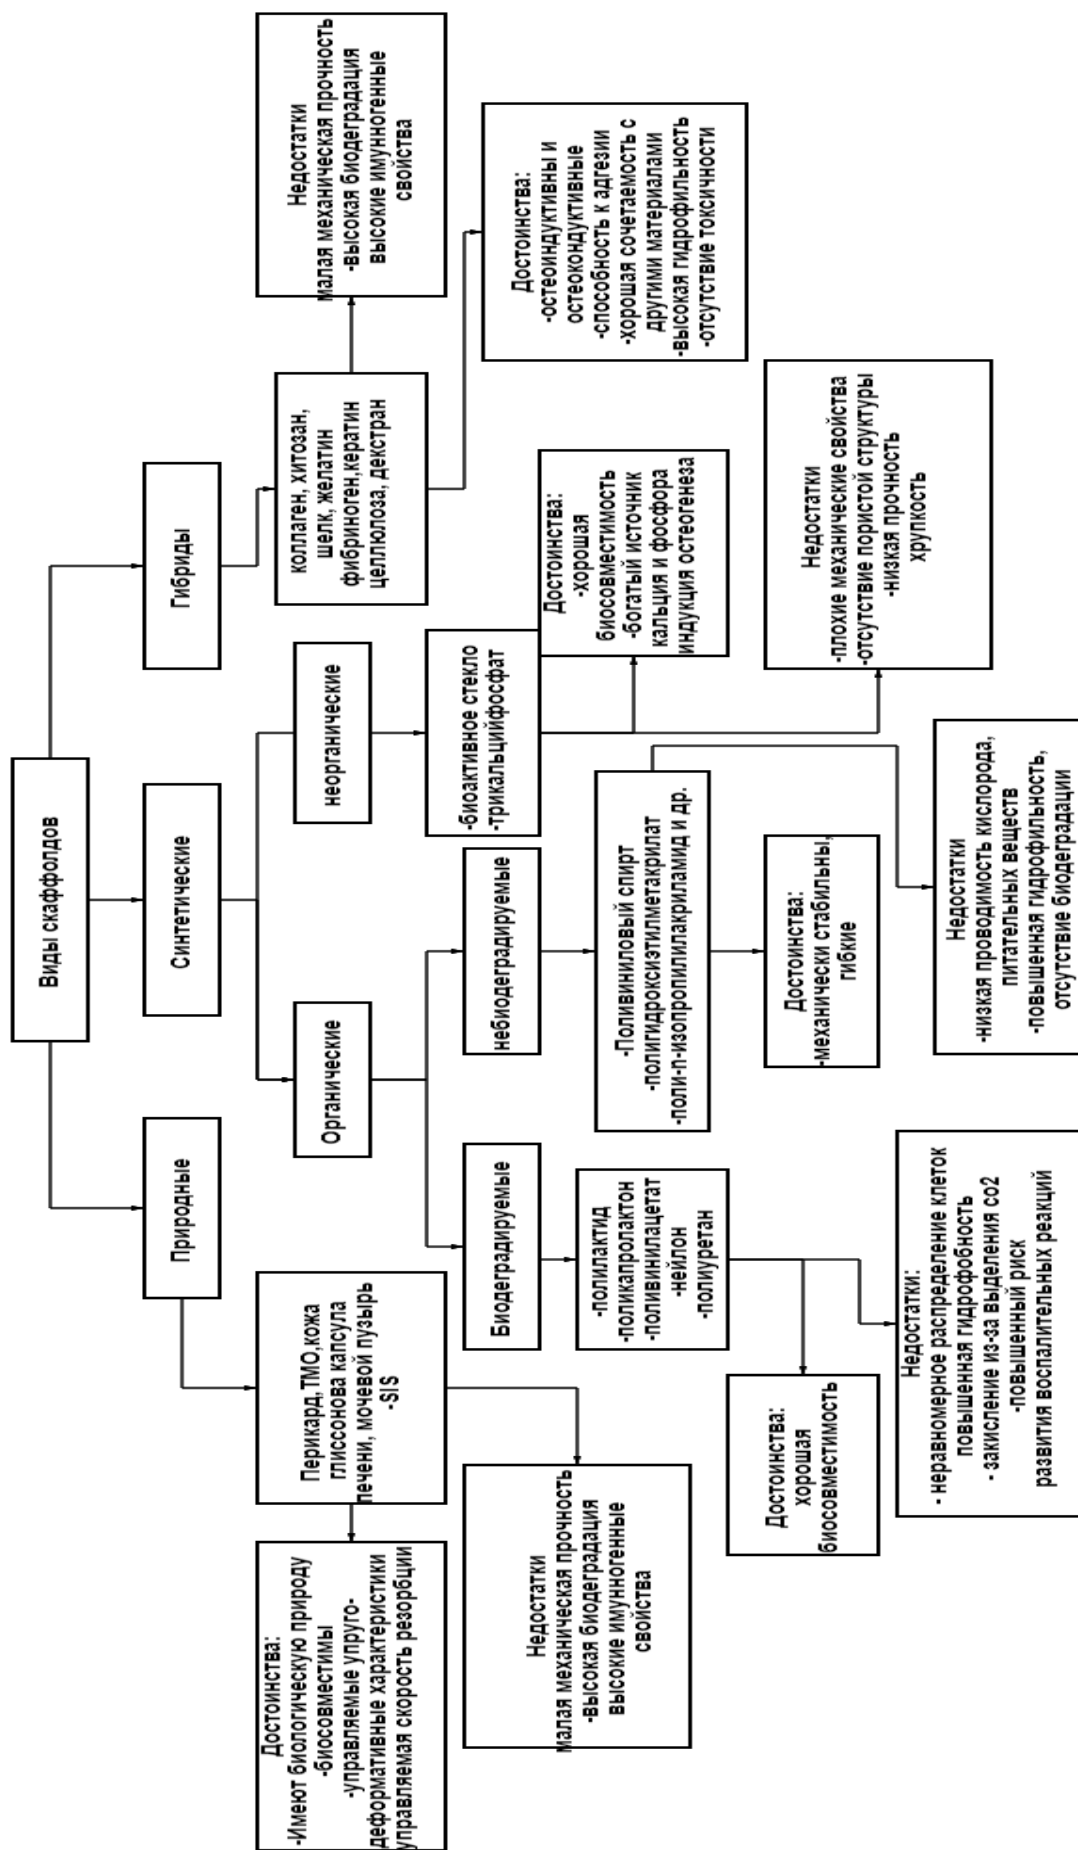 Виды скаффолдов
Природные
Синтетические
Гибриды
Органические
неорганические
Перикард, ТМО,кожа
глиссонова капсула
печени, мочевой пузырь
-SIS
Достоинства:
-Имеют биологическую природу
-биосовместимы
-управляемые упруго-
деформативные характеристики
управляемая скорость резорбции
Недостатки
малая механическая прочность
-высокая биодеградация
высокие имунногенные
свойства
Биодеградируемые
небиодеградируемые
-полилактид
-поликапролактон
-поливинилацетат
-нейлон
-полиуретан
Достоинства:
хорошая
биосовместимость
Недостатки:
- неравномерное распределние клеток
повышенная гидрофобность
- закисление из-за выделения со2
-повышенный риск
развития воспалительных реакций
-Поливиниловый спирт
-полигидроксиэтилметакрилат
-поли-п-изопропилилакриламид и др.
Достоинства:
-механически стабильны,
гибкие
Недостатки
-низкая проводимость кислорода,
питательных веществ
-повышенная гидрофильность,
отсутствие биодеградации
-биоактивное стекло
-трикальцийфосфат
Достоинства:
-хорошая
биосовместимость
-богатый источник
кальция и фосфора
индукция остеогенеза
Недостатки
-плохие механические свойства
-отсутствие пористой структуры
-низкая прочность
хрупкость
коллаген, хитозан,
шелк, желатин
фибриноген,кератин
целлюлоза, декстран
Недостатки
малая механическая прочность
-высокая биодеградация
высокие имунногенные
свойства
Достоинства:
-остеоиндуктивны и
остеокондуктивные
-способность к адгезии
-хорошая сочетаемость с
другими материалами
-высокая гидрофильность
-отсутствие токсичности